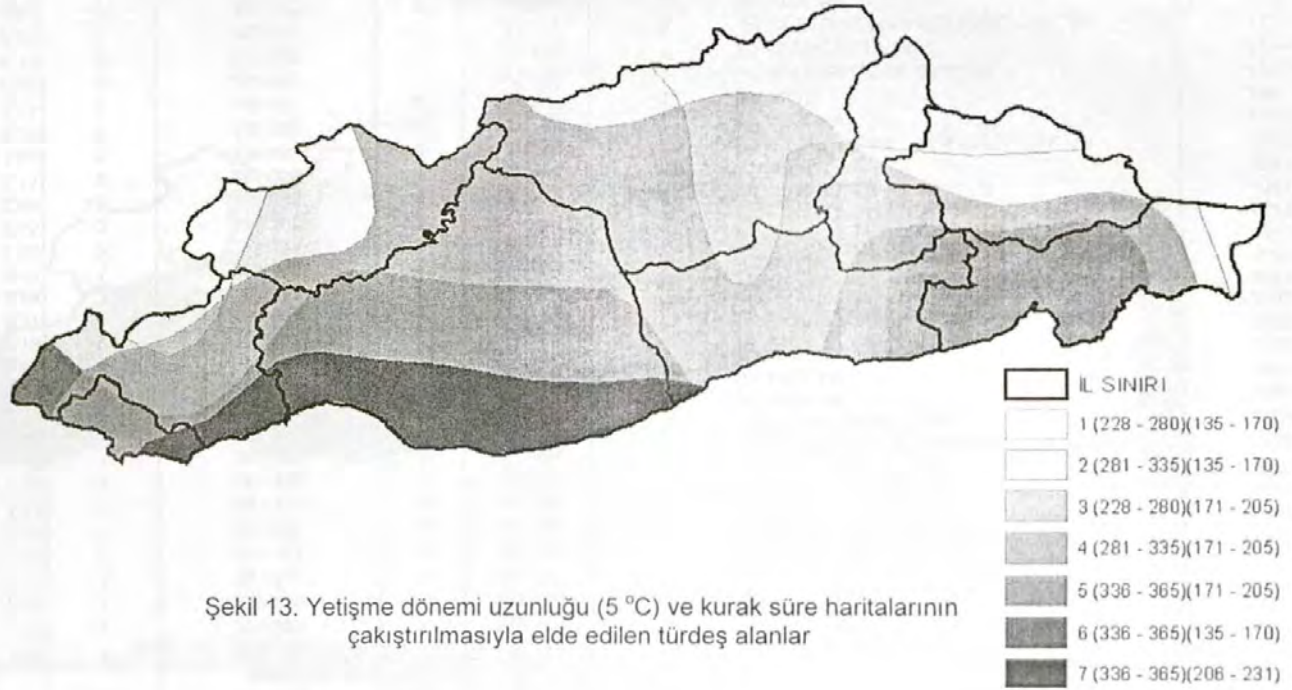 İL SINIRI
1 (228 - 280)(135 - 170)
2 (281 - 335)(135 - 170)
3 (228 - 280)(171 - 205)
4 (281 - 335)(171 - 205)
5 (336 - 365)(171 - 205)
6 (336 - 365)(135 - 170)
7 (336 - 365)(206 - 231)
Şekil 13. Yetişme dönemi uzunluğu (5 °C) ve kurak süre haritalarının
çakıştırılmasıyla elde edilen türdeş alanlar